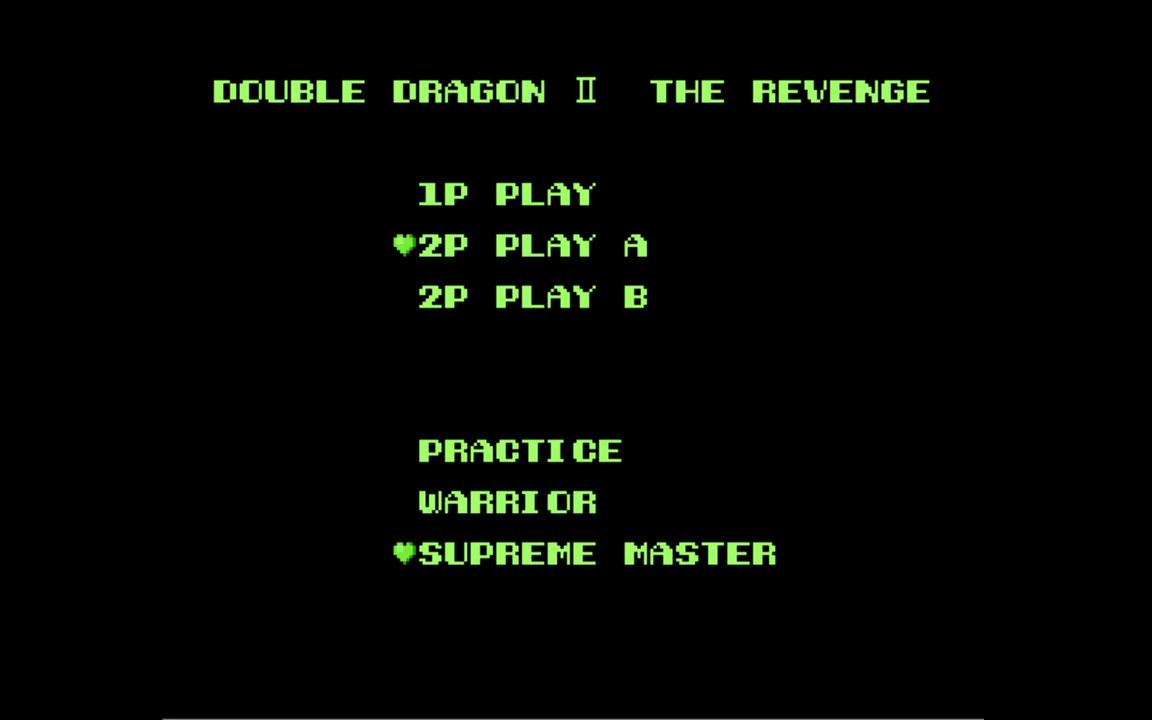 DOUBLE DRAGON Ⅱ THE REVENGE
1P PLAY
2P PLAY A
2P PLAY B
PRACTICE
WARRIOR
SUPREME MASTER